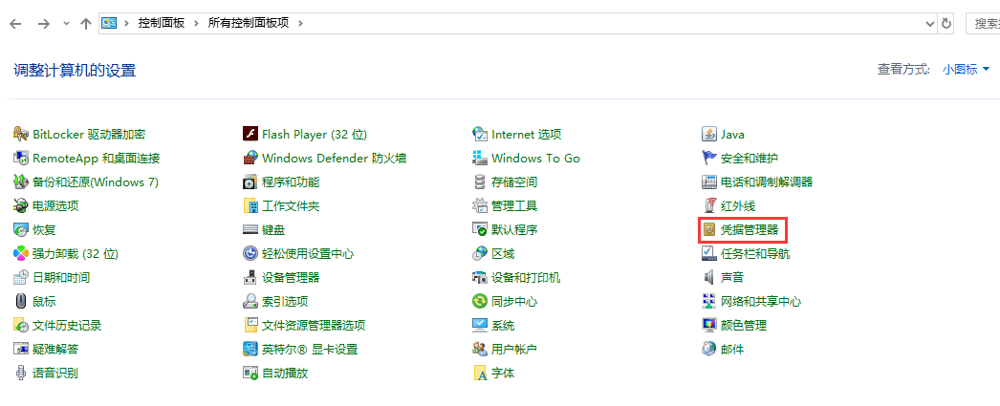 控制面板 所有控制面板项
搜索
调整计算机的设置
查看方式: 小图标
BitLocker 驱动器加密 Flash Player (32 位) Internet 选项 Java
RemoteApp 和桌面连接 Windows Defender 防火墙 Windows To Go 安全和维护
备份和还原(Windows 7) 程序和功能 存储空间 电话和调制解调器
电源选项 工作文件夹 管理工具 红外线
恢复 键盘 默认程序 凭据管理器
强力卸载 (32 位) 轻松使用设置中心 区域 任务栏和导航
日期和时间 设备管理器 设备和打印机 声音
鼠标 索引选项 同步中心 网络和共享中心
文件历史记录 文件资源管理器选项 系统 颜色管理
疑难解答 英特尔® 显卡设置 用户帐户 邮件
语音识别 自动播放 字体